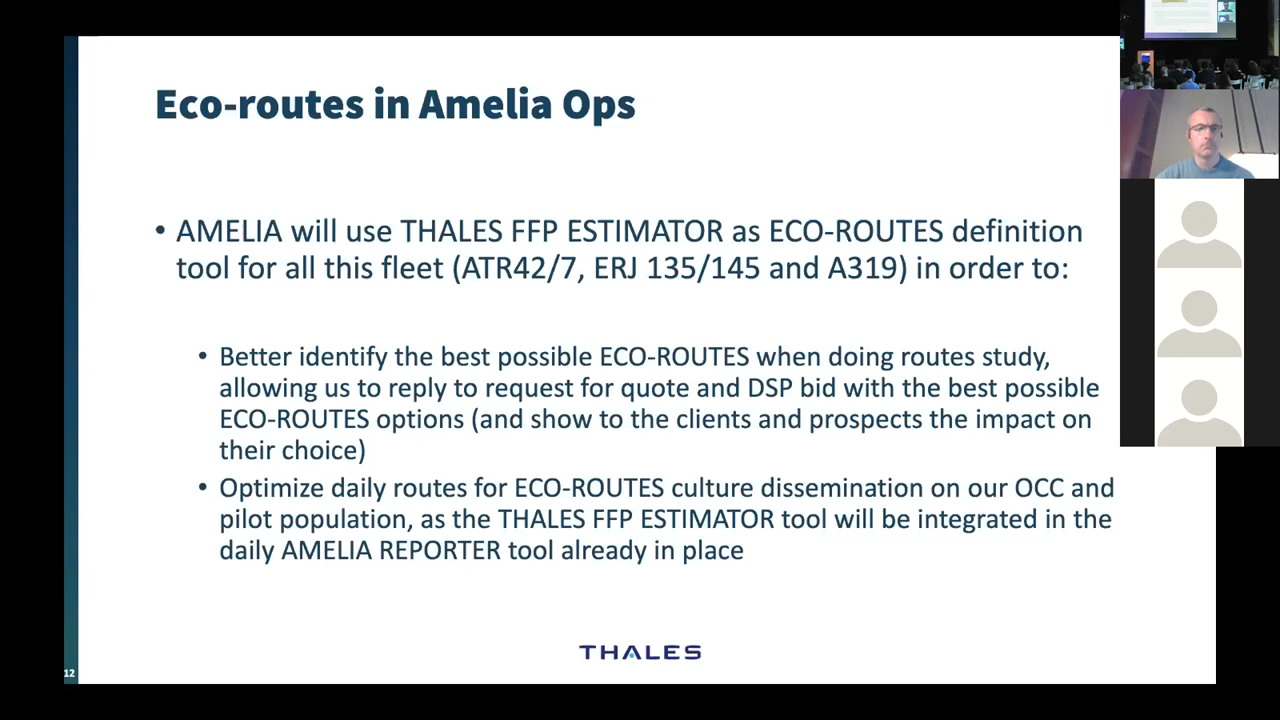 Eco-routes in Amelia Ops
• AMELIA will use THALES FFP ESTIMATOR as ECO-ROUTES definition
tool for all this fleet (ATR42/7, ERJ 135/145 and A319) in order to:
• Better identify the best possible ECO-ROUTES when doing routes study,
allowing us to reply to request for quote and DSP bid with the best possible
ECO-ROUTES options (and show to the clients and prospects the impact on
their choice)
• Optimize daily routes for ECO-ROUTES culture dissemination on our OCC and
pilot population, as the THALES FFP ESTIMATOR tool will be integrated in the
daily AMELIA REPORTER tool already in place
THALES
12